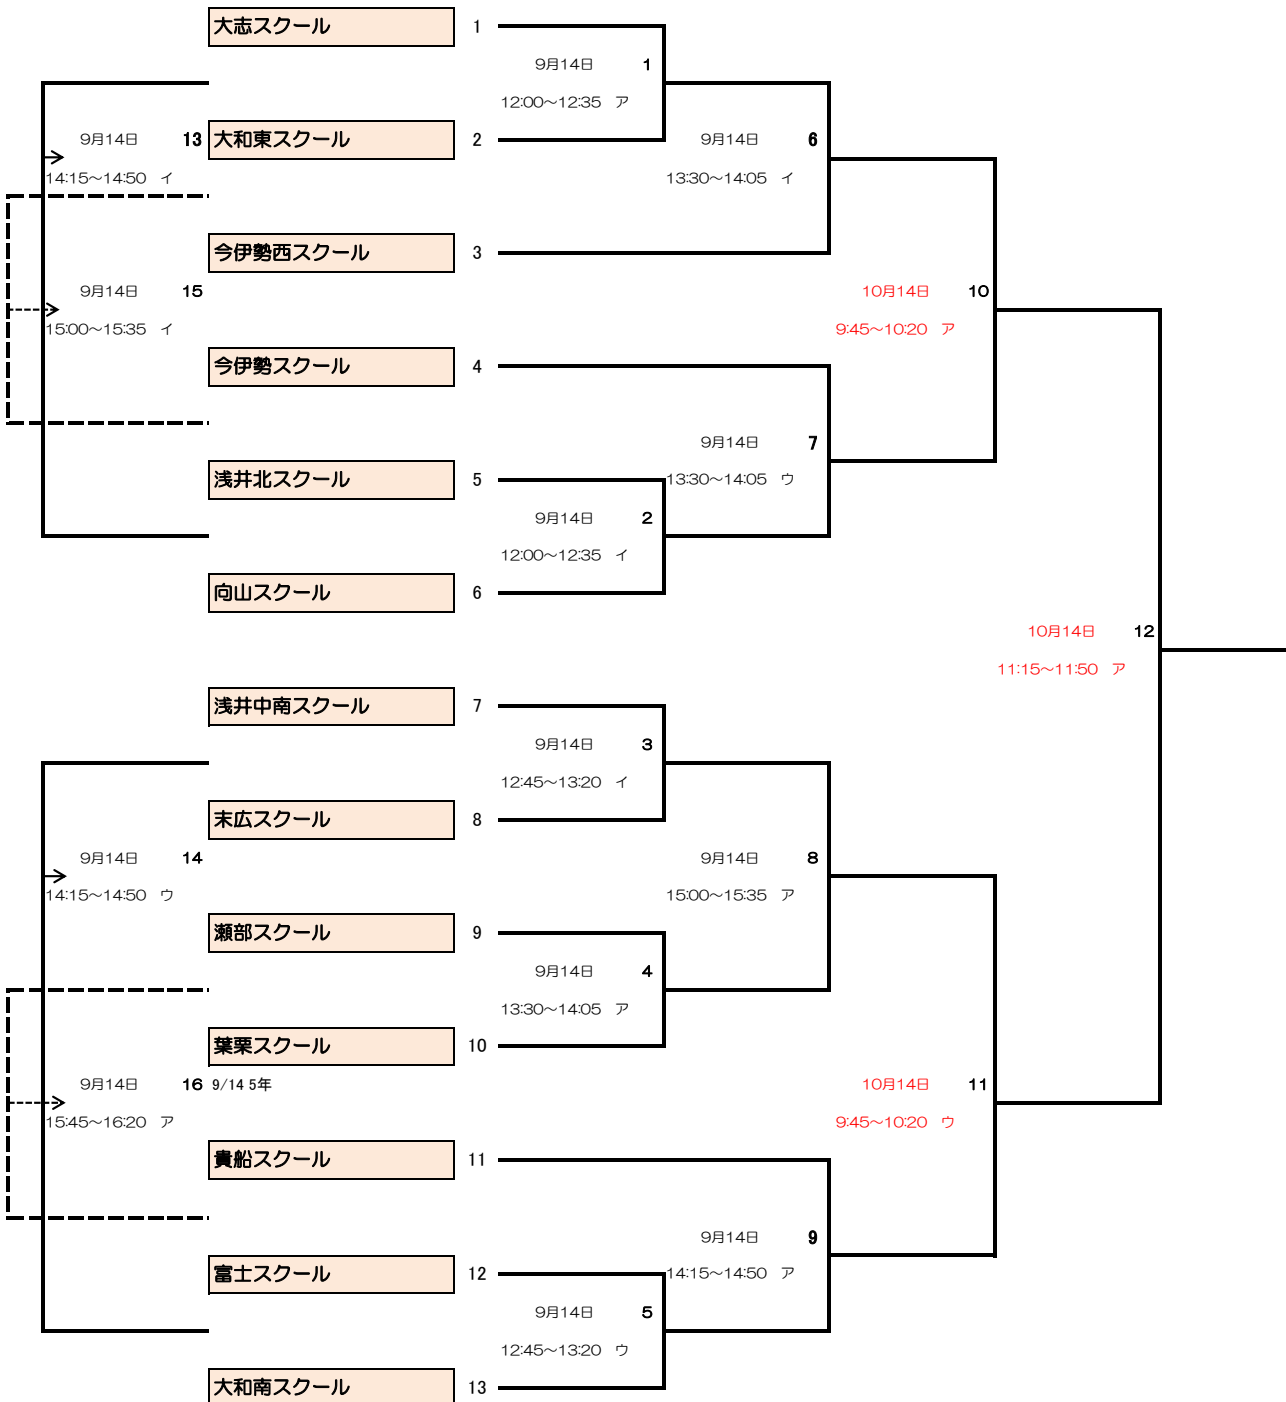 大志スクール 1
9月14日 1
12:00～12:35 ア
9月14日 13 大和東スクール 2 9月14日 6
14:15～14:50 イ 13:30～14:05 イ
今伊勢西スクール 3
9月14日 15 10月14日 10
15:00～15:35 イ 9:45～10:20 ア
今伊勢スクール 4
9月14日 7
浅井北スクール 5 13:30～14:05 ウ
9月14日 2
12:00～12:35 イ
向山スクール 6
10月14日 12
11:15～11:50 ア
浅井中南スクール 7
9月14日 3
12:45～13:20 イ
末広スクール 8
9月14日 14 9月14日 8
14:15～14:50 ウ 15:00～15:35 ア
瀬部スクール 9
9月14日 4
13:30～14:05 ア
葉栗スクール 10
9月14日 16 9/14 5年 10月14日 11
15:45～16:20 ア 9:45～10:20 ウ
貴船スクール 11
9月14日 9
富士スクール 12 14:15～14:50 ア
9月14日 5
12:45～13:20 ウ
大和南スクール 13